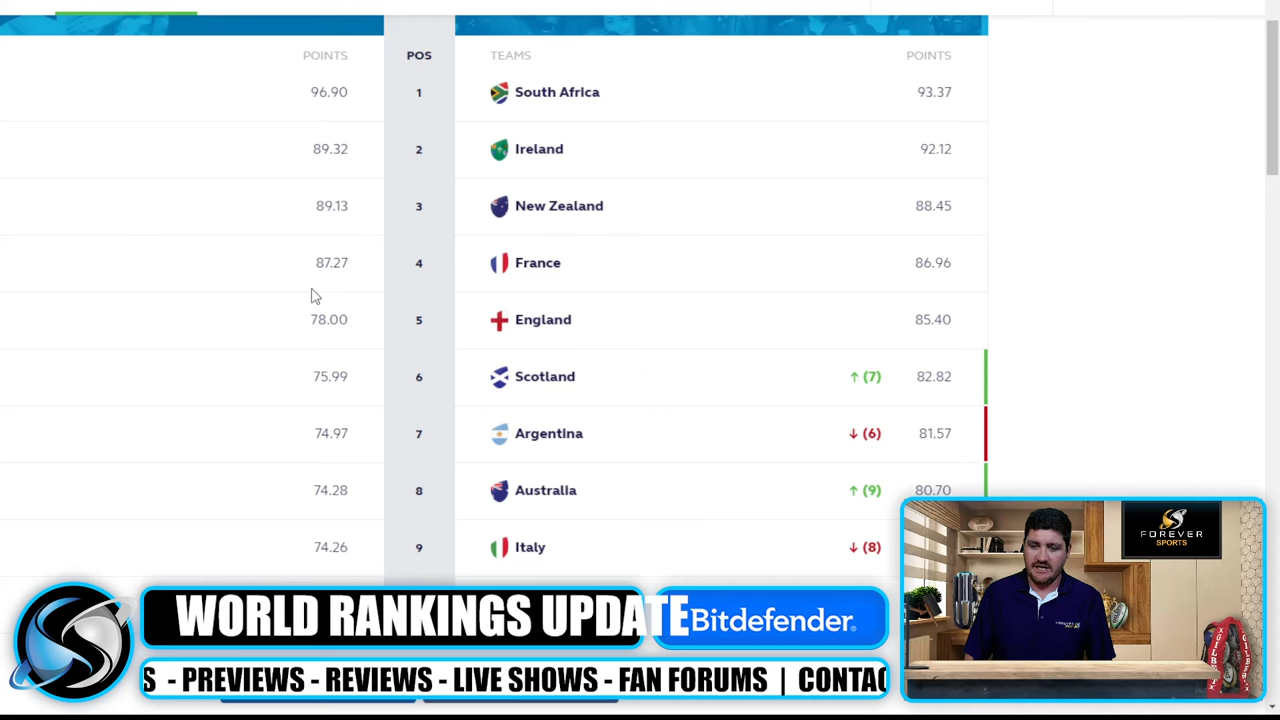 POINTS POS TEAMS POINTS
96.90 1 South Africa 93.37
89.32 2 Ireland 92.12
89.13 3 New Zealand 88.45
87.27 4 France 86.96
78.00 5 England 85.40
75.99 6 Scotland ↑ (7) 82.82
74.97 7 Argentina ↓ (6) 81.57
74.28 8 Australia ↑ (9) 80.70
74.26 9 Italy ↓ (8)
FOREVER
SPORTS
WORLD RANKINGS UPDATE
Bitdefender®
S - PREVIEWS - REVIEWS - LIVE SHOWS - FAN FORUMS | CONTAC